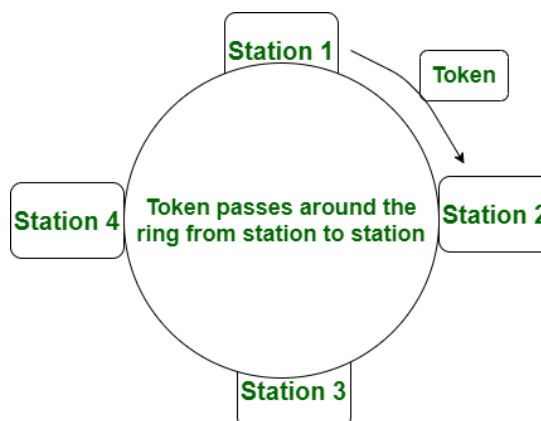 Station 1
Token
Station 4
Token passes around the
ring from station to station
Station 2
Station 3